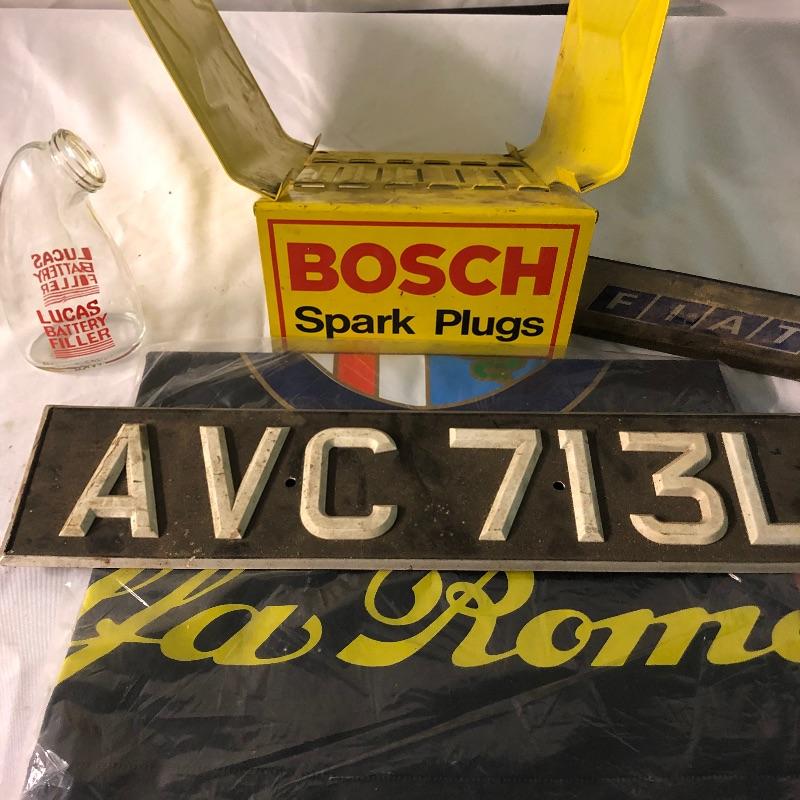 BOSCH
Spark Plugs
LUCAS
BATTERY
FILLER
LUCAS
BATTERY
FILLER
FIAT
AVC 713L
lfa Rome